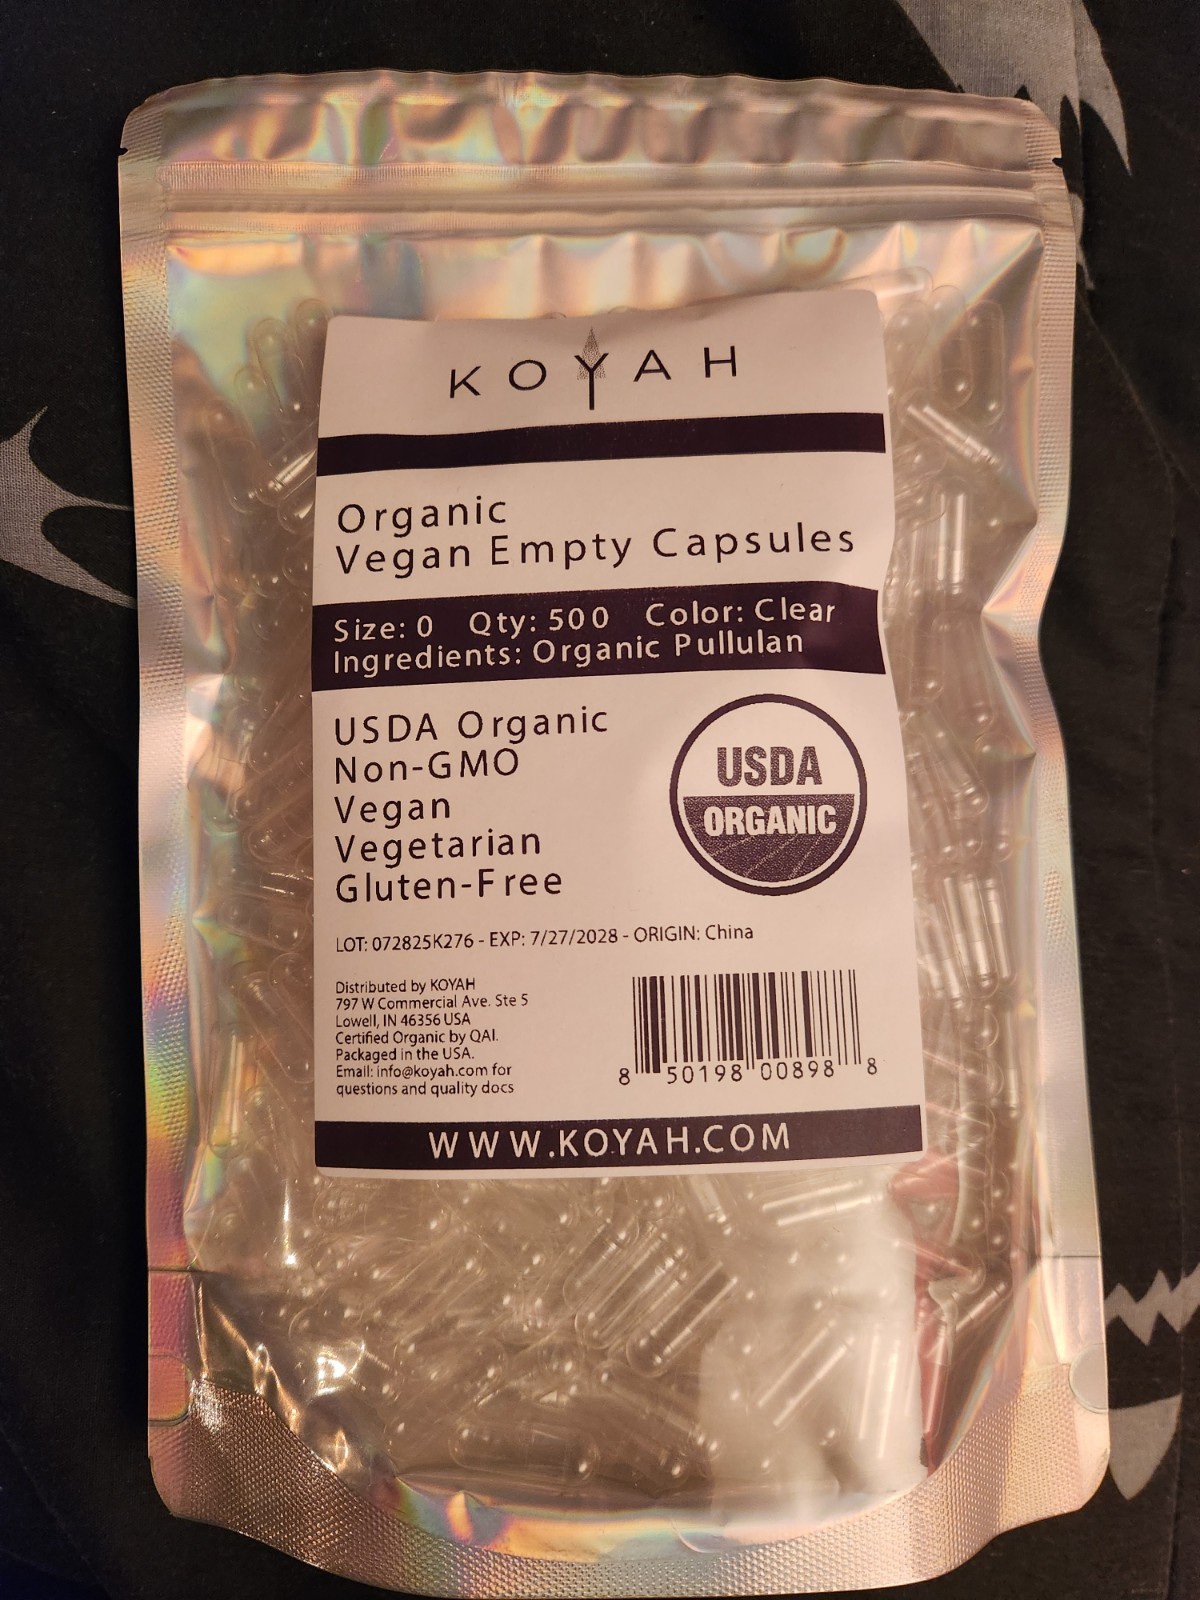 KOYAH
Organic
Vegan Empty Capsules
Size: 0 Qty: 500 Color: Clear
Ingredients: Organic Pullulan
USDA Organic
Non-GMO
Vegan
Vegetarian
Gluten-Free
USDA
ORGANIC
LOT: 072825K276 - EXP: 7/27/2028 - ORIGIN: China
Distributed by KOYAH
797 W Commercial Ave. Ste 5
Lowell, IN 46356 USA
Certified Organic by QAI.
Packaged in the USA.
Email: info@koyah.com for
questions and quality docs
8 50198 00898 8
WWW.KOYAH.COM